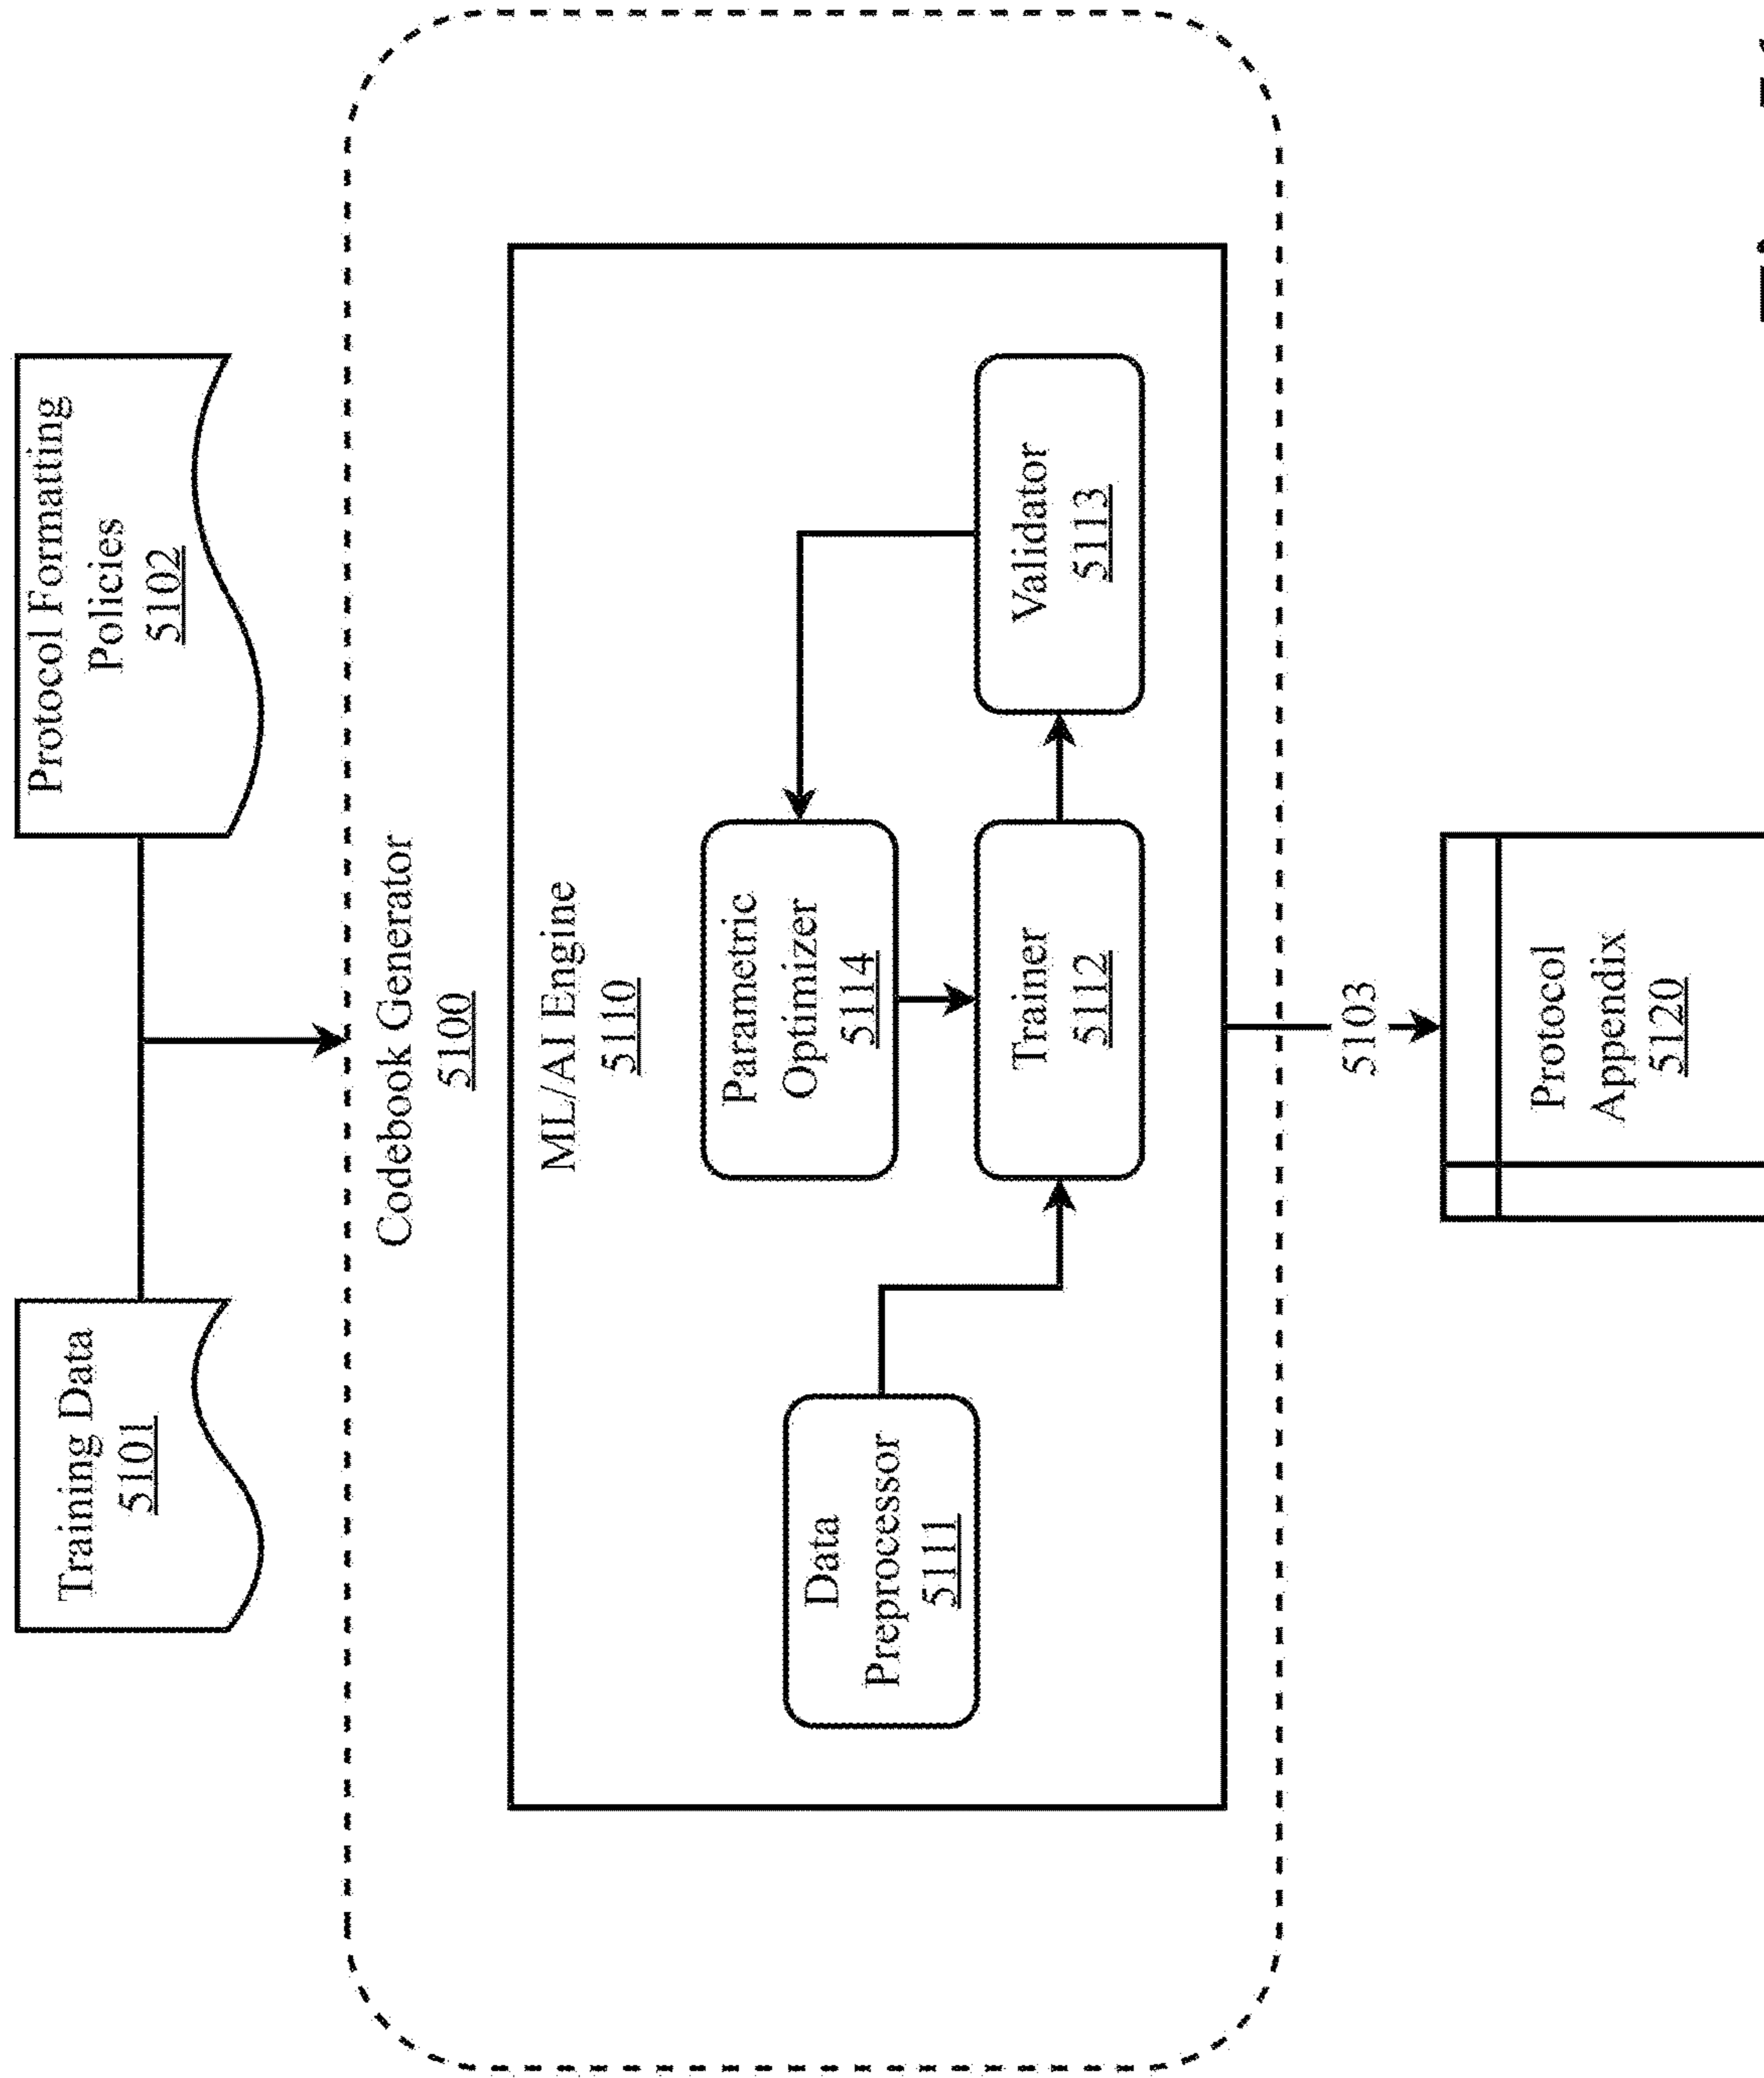 Training Data
5101
Protocol Formatting
Policies
5102
Codebook Generator
5100
ML/AI Engine
5110
Data
Preprocessor
5111
Parametric
Optimizer
5114
Trainer
5112
Validator
5113
5103
Protocol
Appendix
5120